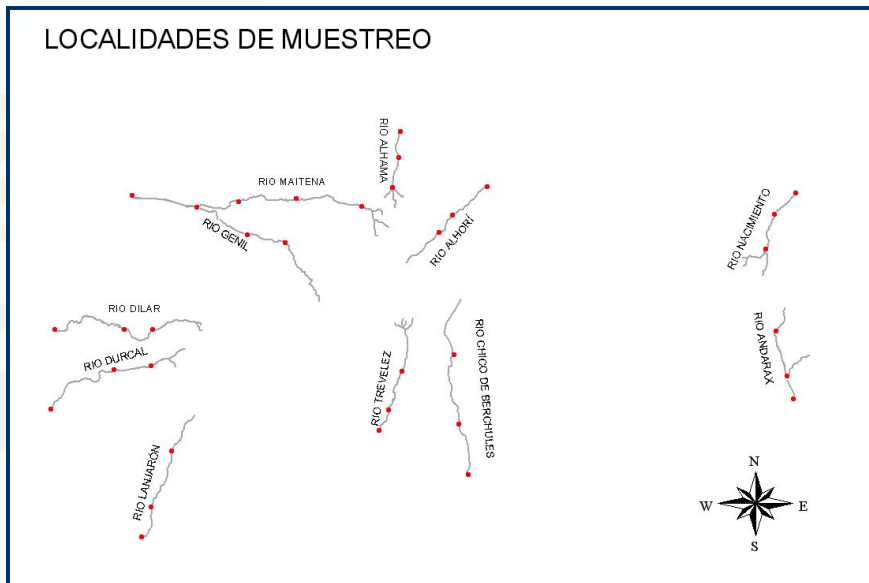 LOCALIDADES DE MUESTREO
RIO ALHAMA
RIO MAITENA
RIO GENIL
RIO ALHORÍ
RIO NACIMIENTO
RIO DILAR
RIO DURCAL
RIO TREVELEZ
RIO CHICO DE BERCHULES
RIO ANDARAX
RIO LANJARÓN
N
W E
S